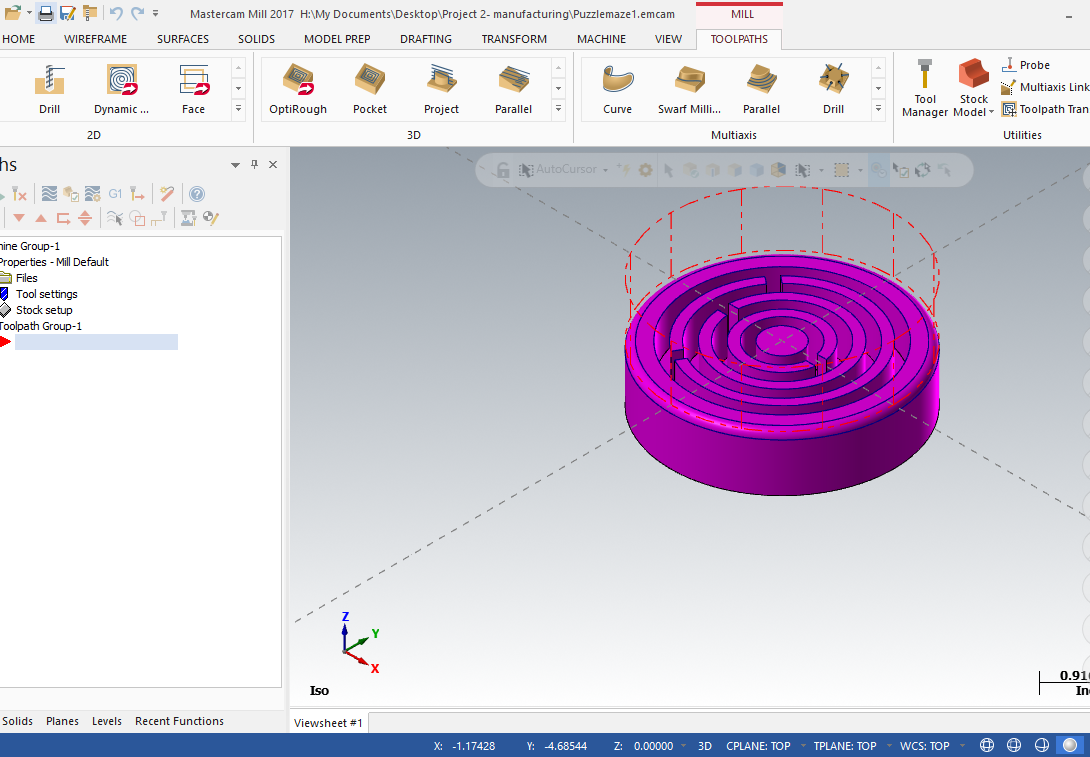 Mastercam Mill 2017 H:\My Documents\Desktop\Project 2- manufacturing\Puzzlemaze1.emcam
MILL
HOME WIREFRAME SURFACES SOLIDS MODEL PREP DRAFTING TRANSFORM MACHINE VIEW TOOLPATHS
Drill Dynamic ... Face OptiRough Pocket Project Parallel Curve Swarf Milli... Parallel Drill Tool Manager Stock Model
Probe
Multiaxis Link
Toolpath Tran
2D 3D Multiaxis Utilities
hs
AutoCursor
G1
hine Group-1
Properties - Mill Default
Files
Tool settings
Stock setup
Toolpath Group-1
Z
Y
X
Iso
0.91
In
Solids Planes Levels Recent Functions
Viewsheet #1
X: -1.17428 Y: -4.68544 Z: 0.00000 3D CPLANE: TOP TPLANE: TOP WCS: TOP